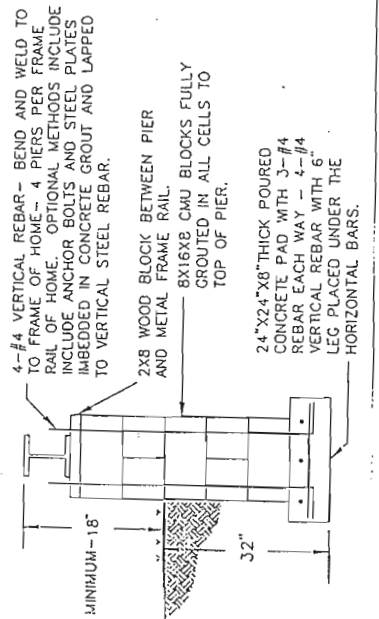 4-#4 VERTICAL REBAR- BEND AND WELD TO
TO FRAME OF HOME- 4 PIERS PER FRAME
RAIL OF HOME. OPTIONAL METHODS INCLUDE
INCLUDE ANCHOR BOLTS AND STEEL PLATES
IMBEDDED IN CONCRETE GROUT AND LAPPED
TO VERTICAL STEEL REBAR.
2X8 WOOD BLOCK BETWEEN PIER
AND METAL FRAME RAIL.
8X16X8 CMU BLOCKS FULLY
GROUTED IN ALL CELLS TO
TOP OF PIER.
24"X24"X8"THICK POURED
CONCRETE PAD WITH 3-#4
REBAR EACH WAY - 4-#4
VERTICAL REBAR WITH 6"
LEG PLACED UNDER THE
HORIZONTAL BARS.
MINIMUM-18"
32"